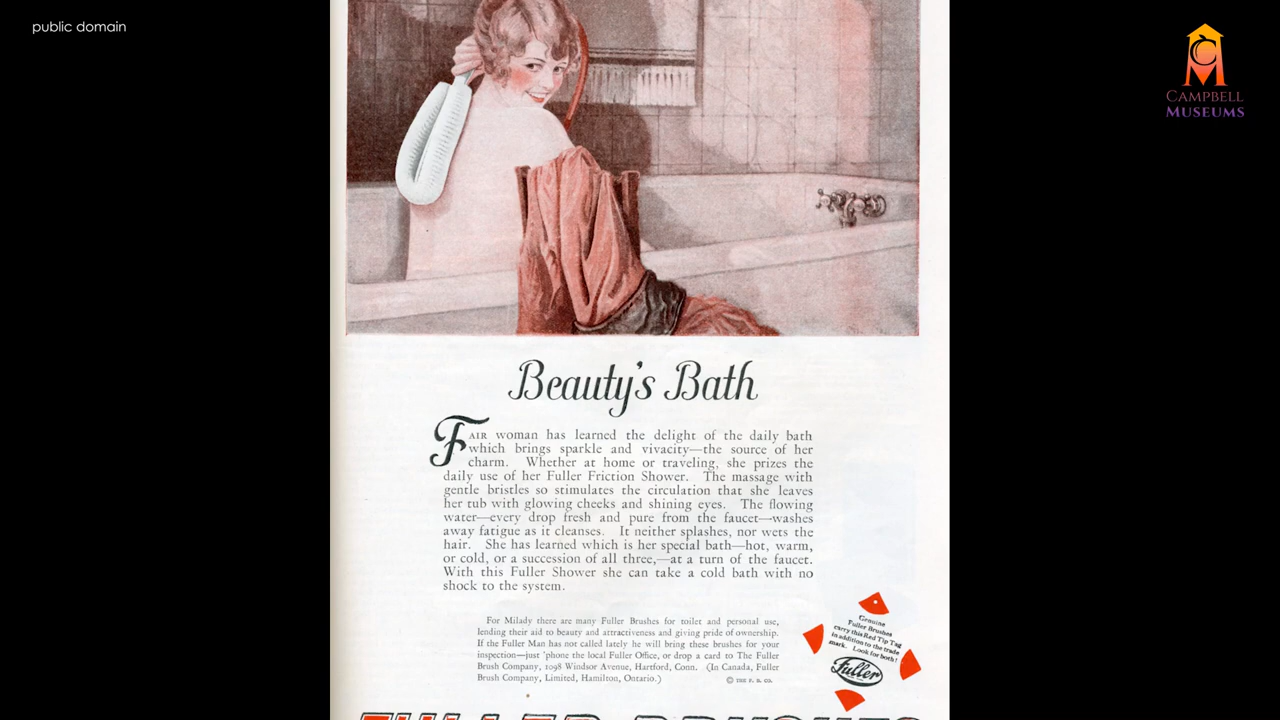 public domain
CAMPBELL
MUSEUMS
Beauty's Bath
FAIR woman has learned the delight of the daily bath
which brings sparkle and vivacity—the source of her
charm. Whether at home or traveling, she prizes the
daily use of her Fuller Friction Shower. The massage with
gentle bristles so stimulates the circulation that she leaves
her tub with glowing cheeks and shining eyes. The flowing
water—every drop fresh and pure from the faucet—washes
away fatigue as it cleanses. It neither splashes, nor wets the
hair. She has learned which is her special bath—hot, warm,
or cold, or a succession of all three,—at a turn of the faucet.
With this Fuller Shower she can take a cold bath with no
shock to the system.
For Milady there are many Fuller Brushes for toilet and personal use,
lending their aid to beauty and attractiveness and giving pride of ownership.
If the Fuller Man has not called lately he will bring these brushes for your
inspection—just 'phone the local Fuller Office, or drop a card to The Fuller
Brush Company, 1098 Windsor Avenue, Hartford, Conn. (In Canada, Fuller
Brush Company, Limited, Hamilton, Ontario.)
© THE F. B. CO.
Genuine
Fuller Brushes
carry this Red Tip Tag
in addition to the trade
mark. Look for both!
Fuller
FULLER BRUSHES